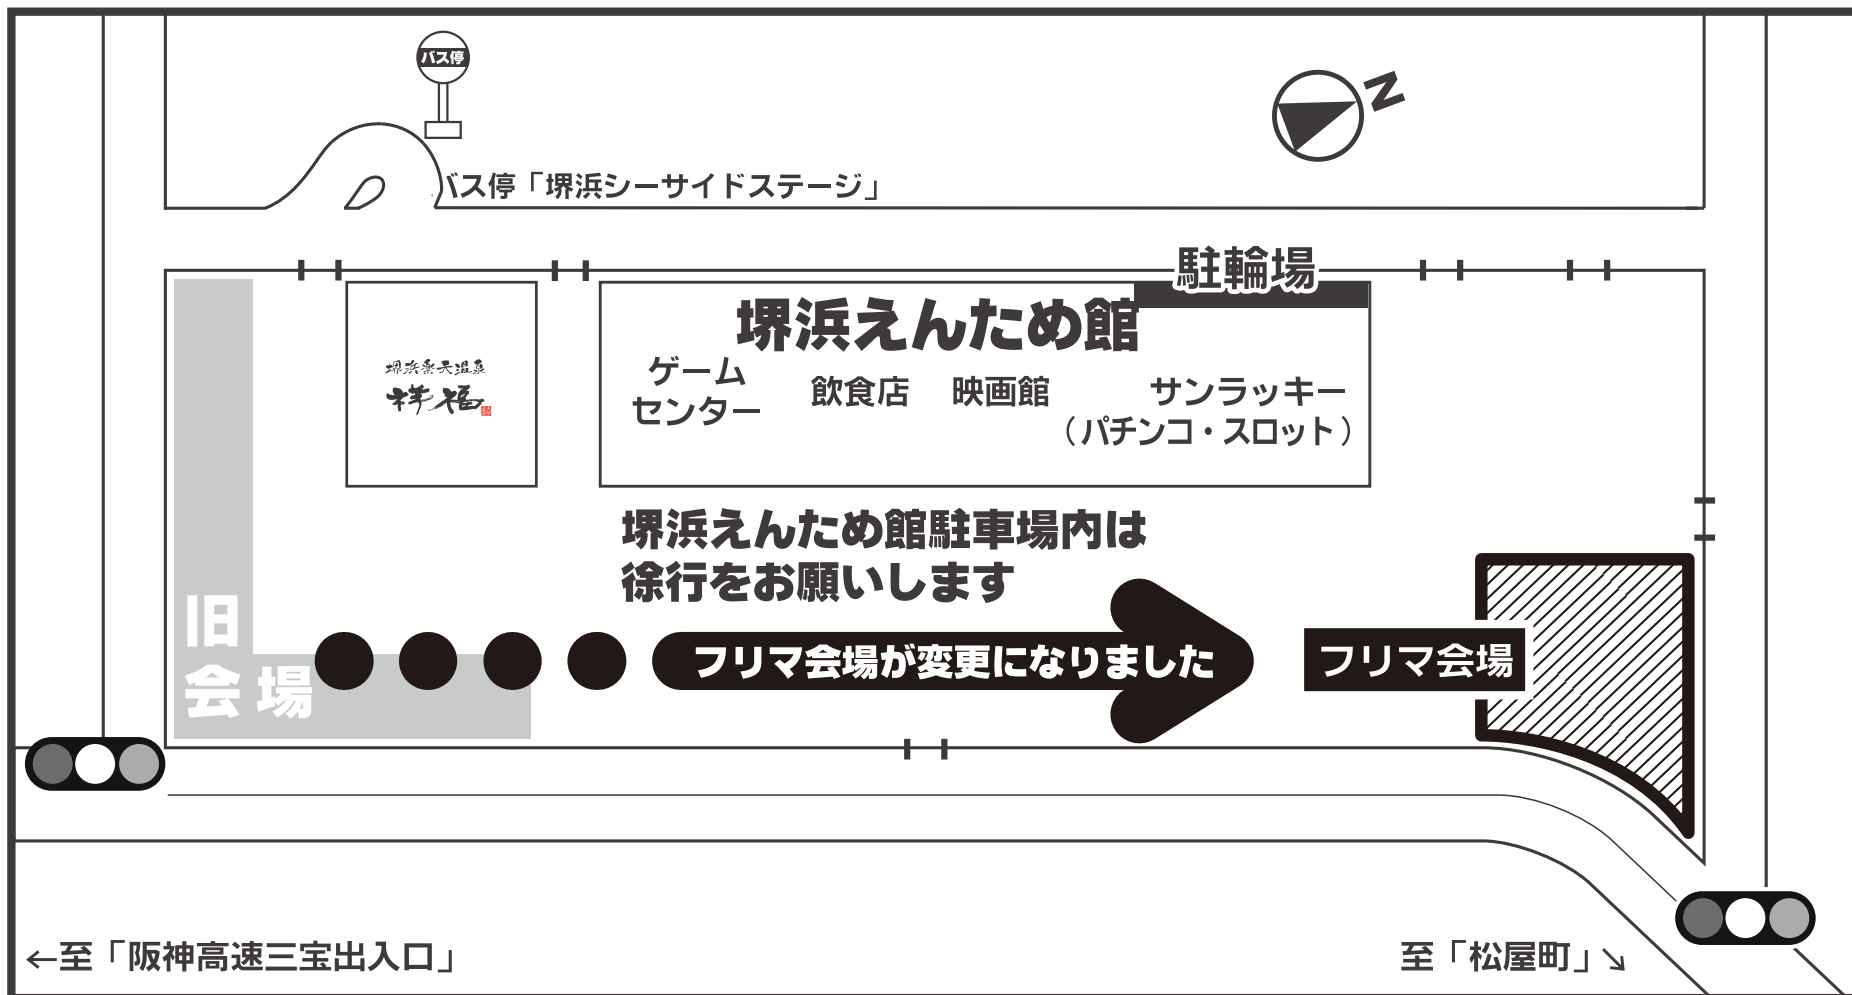 バス停
N
バス停「堺浜シーサイドステージ」
駐輪場
堺浜えんため館
堺浜楽天温泉
祥福
ゲーム
センター
飲食店
映画館
サンラッキー
（パチンコ・スロット）
堺浜えんため館駐車場内は
徐行をお願いします
旧
会場
フリマ会場が変更になりました
フリマ会場
←至「阪神高速三宝出入口」
至「松屋町」↘